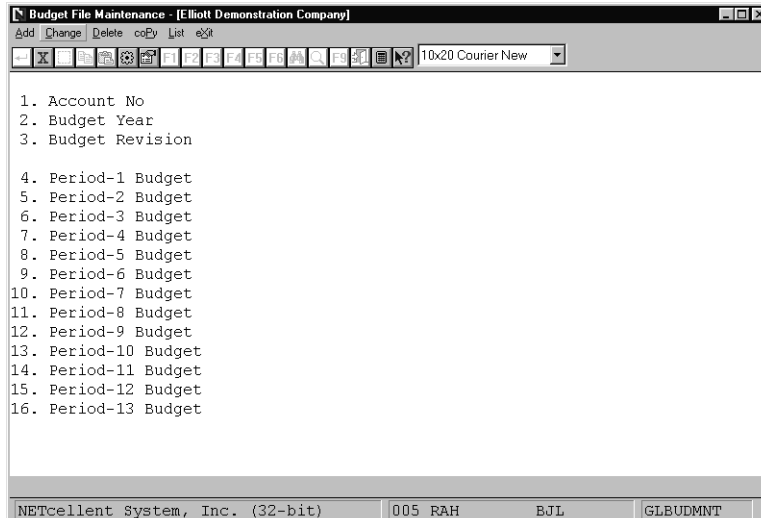 Budget File Maintenance - [Elliott Demonstration Company]
Add Change Delete coPy List eXit
X F1 F2 F3 F4 F5 F6 F9 10x20 Courier New
1. Account No
2. Budget Year
3. Budget Revision
4. Period-1 Budget
5. Period-2 Budget
6. Period-3 Budget
7. Period-4 Budget
8. Period-5 Budget
9. Period-6 Budget
10. Period-7 Budget
11. Period-8 Budget
12. Period-9 Budget
13. Period-10 Budget
14. Period-11 Budget
15. Period-12 Budget
16. Period-13 Budget
NETcellent System, Inc. (32-bit) 005 RAH BJL GLBUDMNT